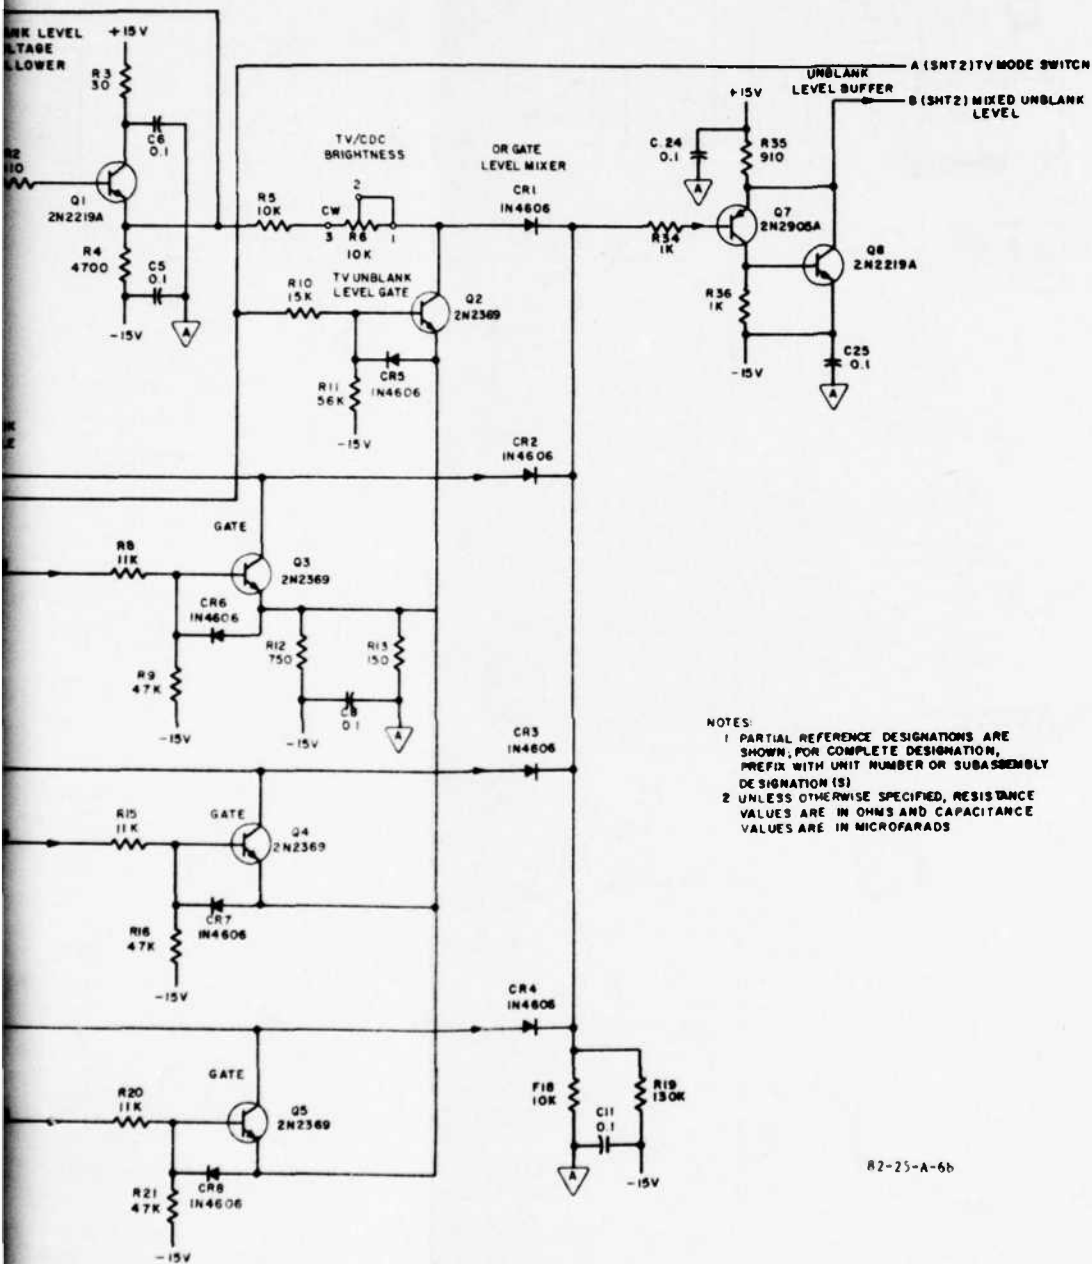 +15V
LEVEL
R3
30
C6
0.1
Q1
2N2219A
R4
4700
C5
0.1
-15V
A
TV/CDC
BRIGHTNESS
2
R5
10K
CW
3
R6
1
10K
OR GATE
LEVEL MIXER
CR1
1N4606
A (SHT2) TV MODE SWITCH
UNBLANK
LEVEL BUFFER
B (SHT2) MIXED UNBLANK
LEVEL
+15V
C.24
0.1
A
R35
910
R34
1K
Q7
2N2905A
Q8
2N2219A
R36
1K
-15V
C25
0.1
A
R10
15K
TV UNBLANK
LEVEL GATE
Q2
2N2369
R11
56K
CR5
1N4606
-15V
CR2
1N4606
GATE
R8
11K
Q3
2N2369
CR6
1N4606
R9
47K
-15V
R12
750
R13
150
C8
0.1
-15V
A
CR3
1N4606
NOTES:
1 PARTIAL REFERENCE DESIGNATIONS ARE
SHOWN; FOR COMPLETE DESIGNATION,
PREFIX WITH UNIT NUMBER OR SUBASSEMBLY
DESIGNATION (S)
2 UNLESS OTHERWISE SPECIFIED, RESISTANCE
VALUES ARE IN OHMS AND CAPACITANCE
VALUES ARE IN MICROFARADS
R15
11K
GATE
Q4
2N2369
CR7
1N4606
R16
47K
-15V
CR4
1N4606
GATE
R20
11K
Q5
2N2369
CR8
1N4606
R21
47K
-15V
F18
10K
C11
0.1
R19
130K
A
-15V
82-25-A-6b